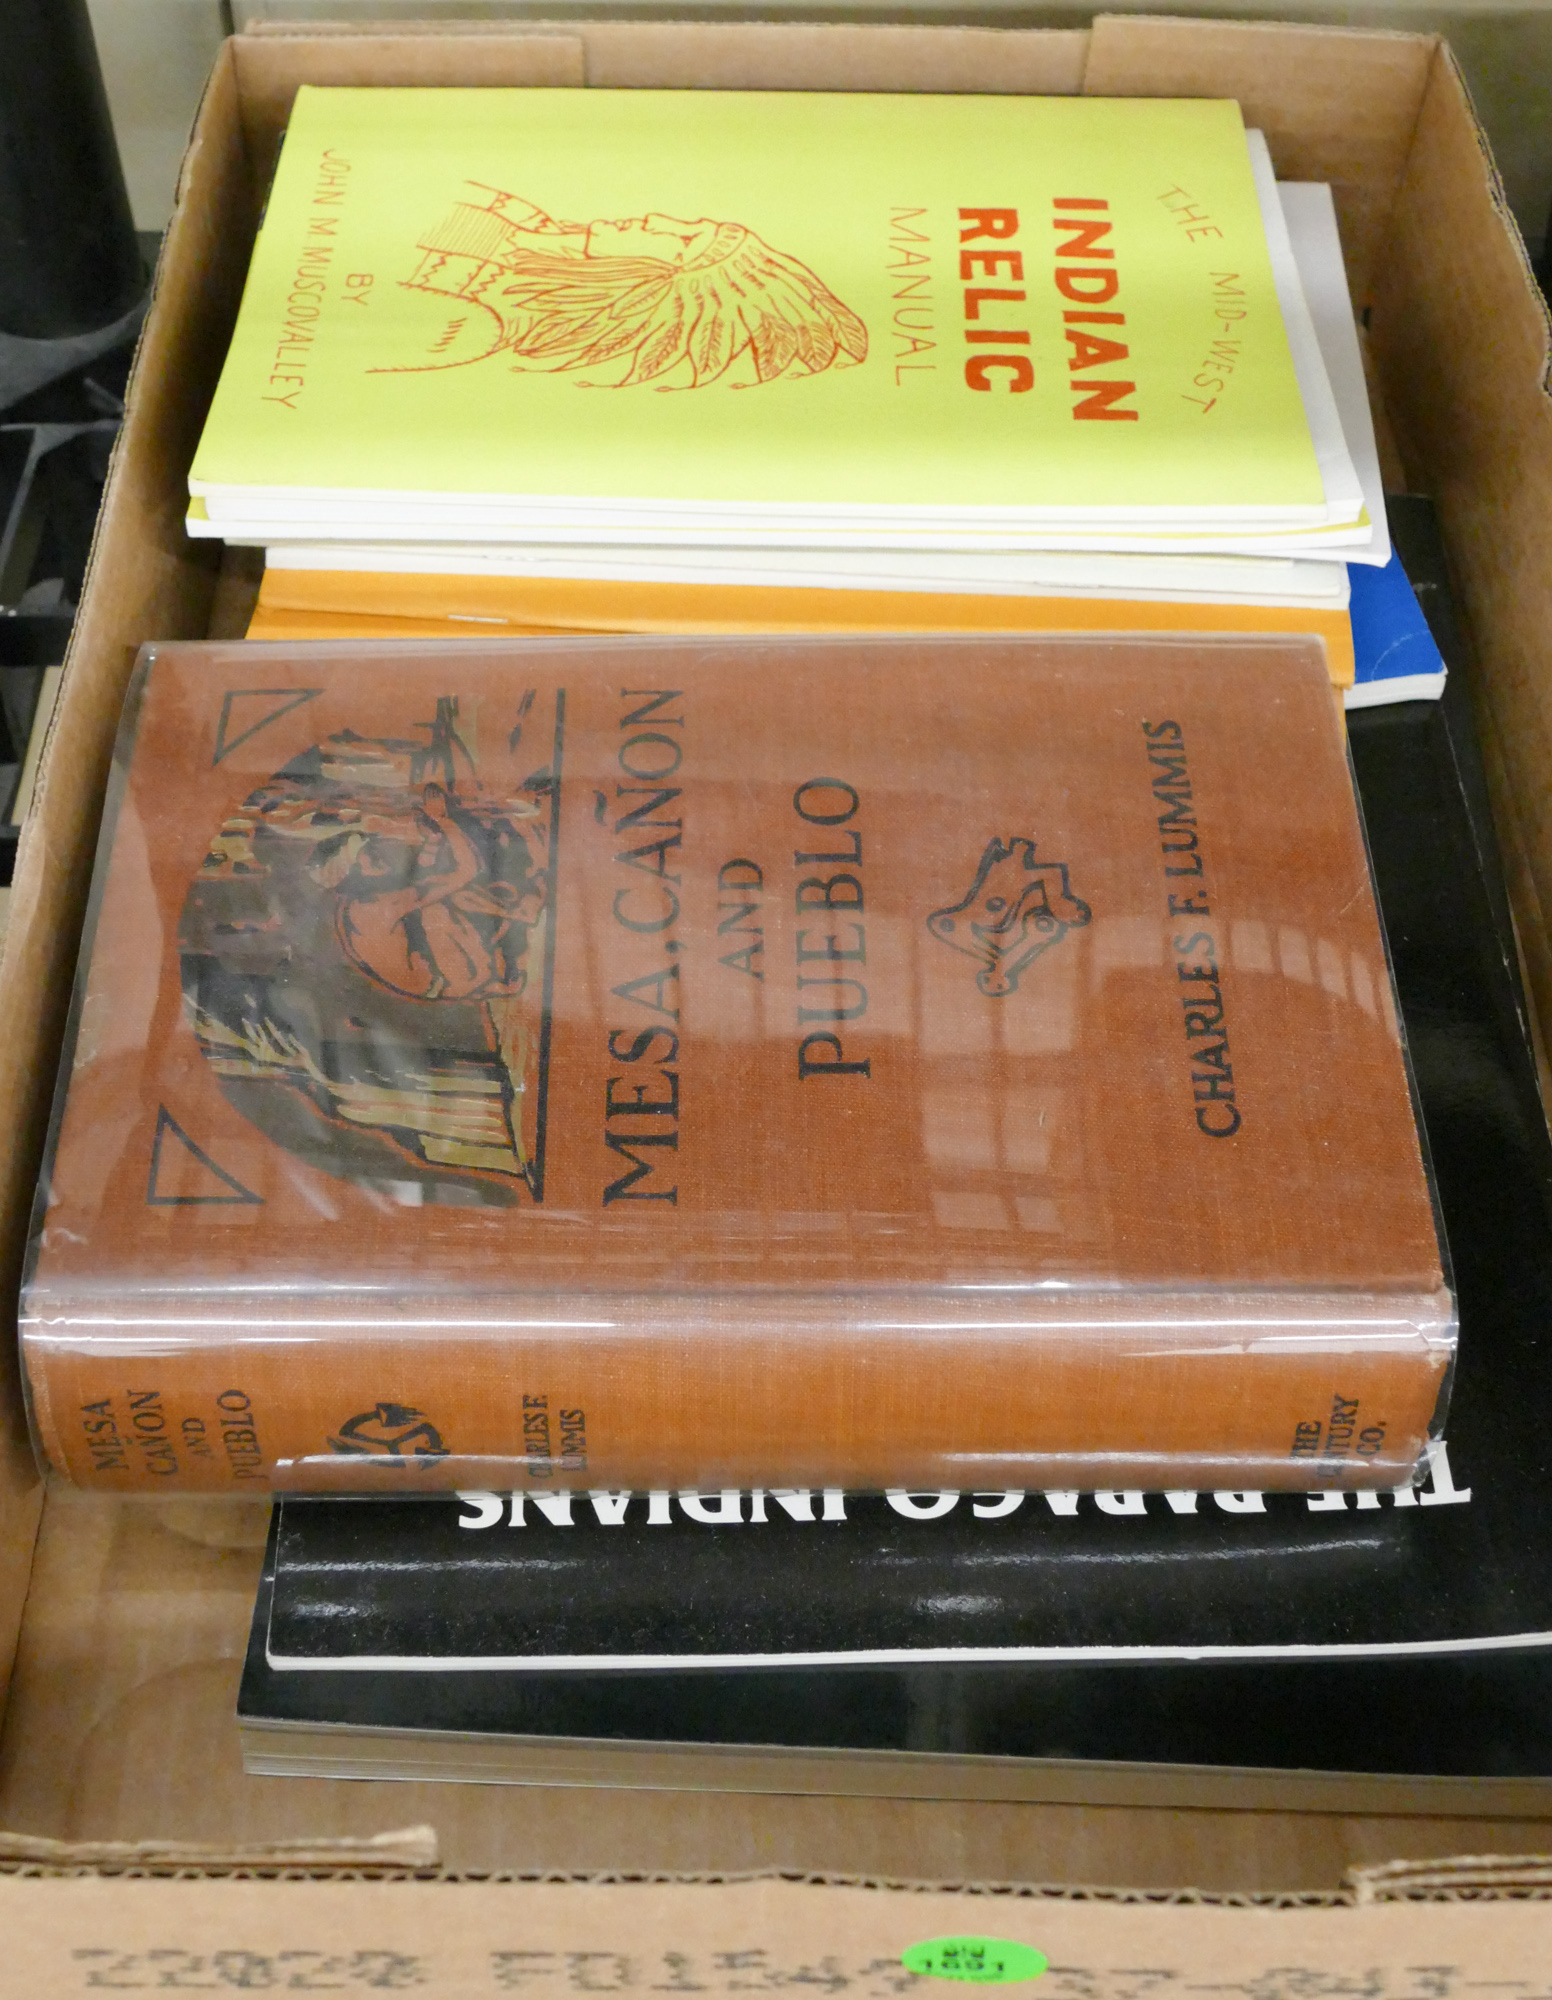 THE MID-WEST
INDIAN
RELIC
MANUAL
BY
JOHN M. MUSCOVALLEY
MESA, CAÑON
AND
PUEBLO
CHARLES F. LUMMIS
MESA
CAÑON
AND
PUEBLO
CHARLES F.
LUMMIS
THE
CENTURY
CO.
THE PAPAGO INDIANS